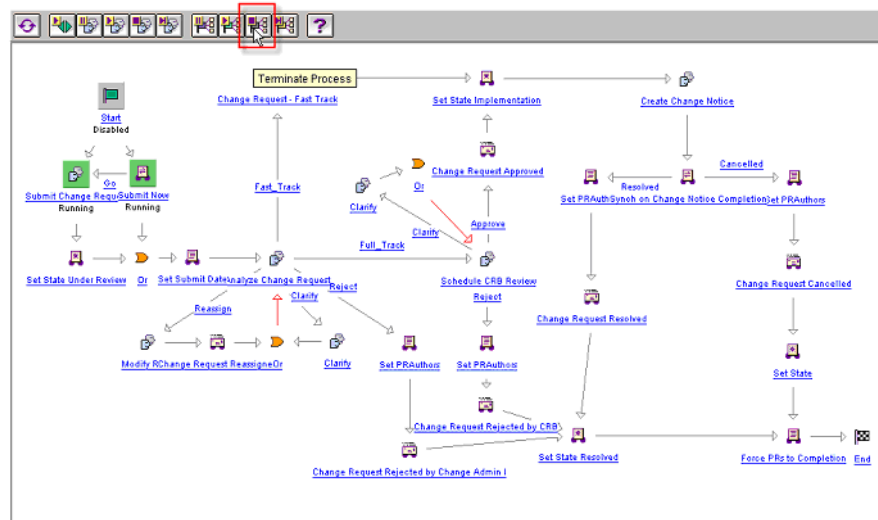 ?
Terminate Process
Change Request - Fast Track
Set State Implementation
Create Change Notice
Start
Disabled
Go
Submit Change Requ
Submit Now
Running
Running
Fast_Track
Clarify
Or
Change Request Approved
Clarify
Approve
Full_Track
Cancelled
Resolved
Set PRAuth
Synch on Change Notice Completion
Set PRAuthors
Set State Under Review
Or
Set Submit Date
Analyze Change Request
Schedule CRB Review
Reject
Clarify
Reject
Reassign
Change Request Cancelled
Change Request Resolved
Modify R
Change Request Reassigne
Or
Clarify
Set PRAuthors
Set PRAuthors
Set State
Change Request Rejected by CRB
Change Request Rejected by Change Admin I
Set State Resolved
Force PRs to Completion
End